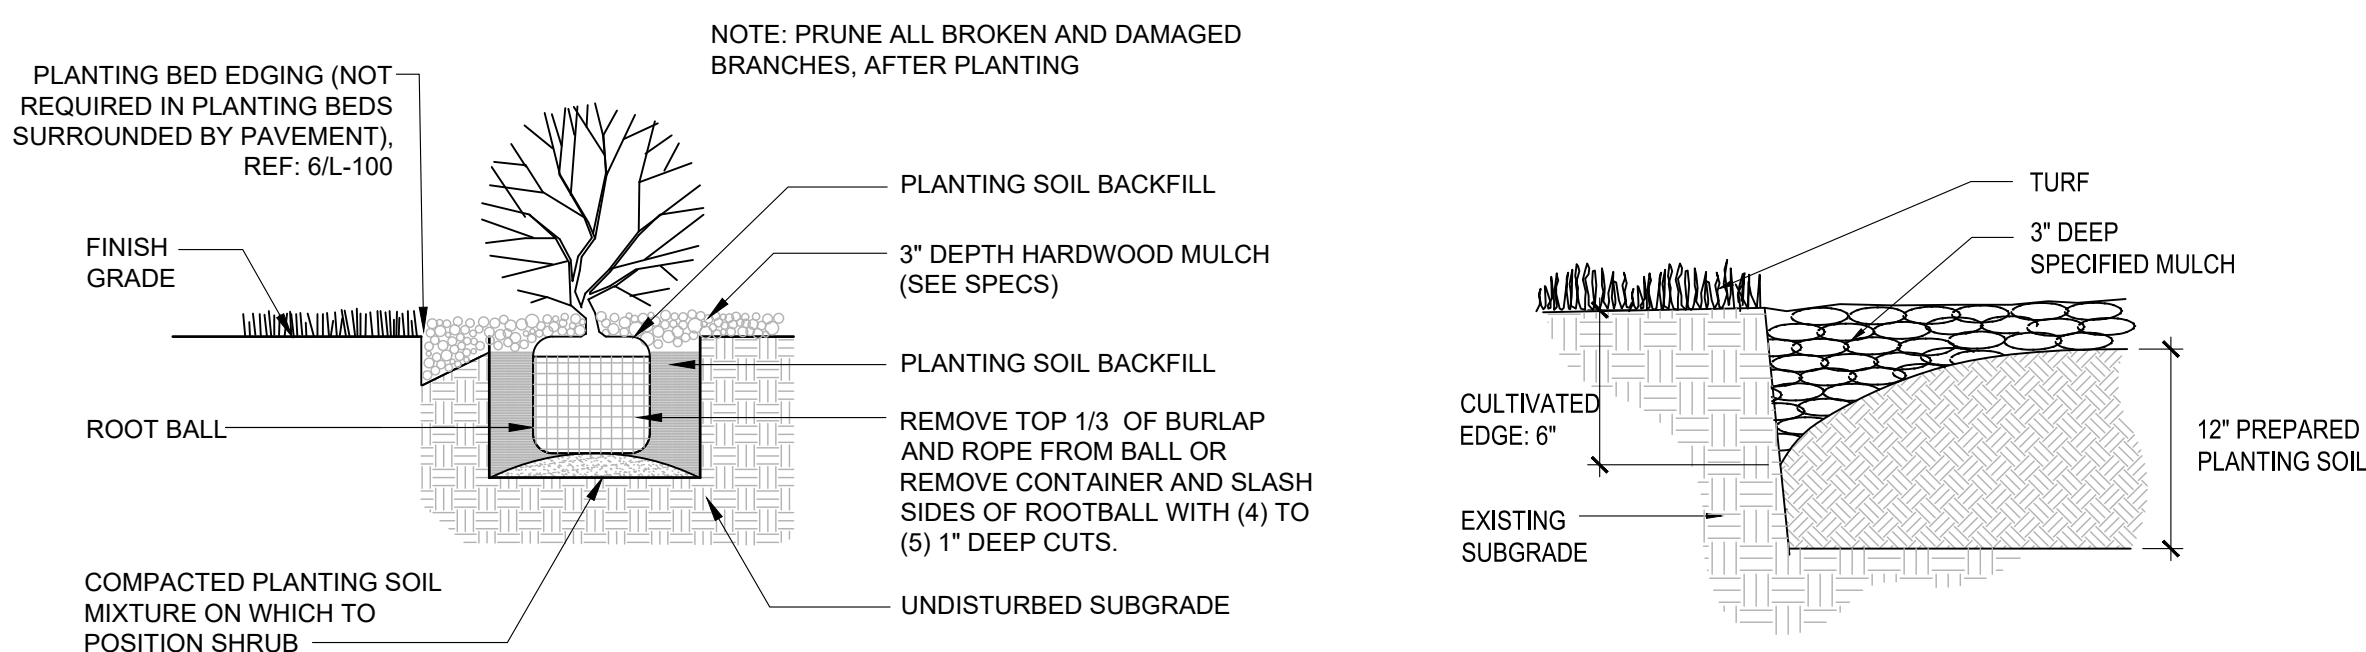 NOTE: PRUNE ALL BROKEN AND DAMAGED
BRANCHES, AFTER PLANTING
PLANTING BED EDGING (NOT
REQUIRED IN PLANTING BEDS
SURROUNDED BY PAVEMENT),
REF: 6/L-100
FINISH
GRADE
ROOT BALL
COMPACTED PLANTING SOIL
MIXTURE ON WHICH TO
POSITION SHRUB
PLANTING SOIL BACKFILL
3" DEPTH HARDWOOD MULCH
(SEE SPECS)
PLANTING SOIL BACKFILL
REMOVE TOP 1/3 OF BURLAP
AND ROPE FROM BALL OR
REMOVE CONTAINER AND SLASH
SIDES OF ROOTBALL WITH (4) TO
(5) 1" DEEP CUTS.
UNDISTURBED SUBGRADE
TURF
3" DEEP
SPECIFIED MULCH
CULTIVATED
EDGE: 6"
EXISTING
SUBGRADE
12" PREPARED
PLANTING SOIL